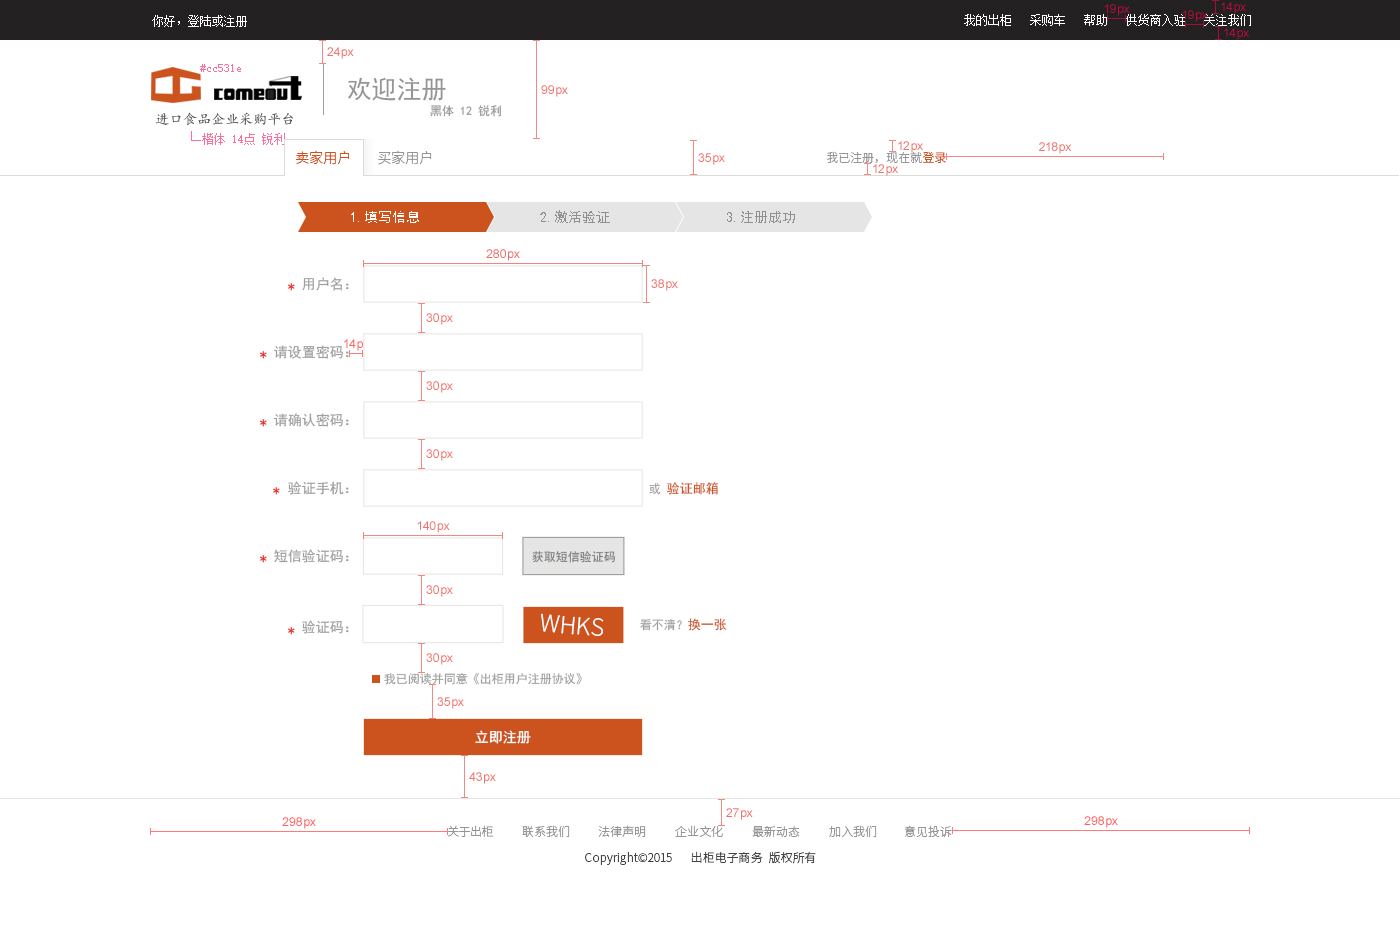 你好，登陆或注册 我的出柜 采购车 帮助 供货商入驻 关注我们
19px 19px 14px
14px
24px
99px
#cc531e
comeout
欢迎注册
黑体 12 锐利
进口食品企业采购平台
楷体 14点 锐利
卖家用户 买家用户 35px 我已注册，现在就登录 12px 218px
12px
1. 填写信息 2. 激活验证 3. 注册成功
280px
* 用户名： 38px
30px
14p
* 请设置密码：
30px
* 请确认密码：
30px
* 验证手机： 或 验证邮箱
140px
* 短信验证码： 获取短信验证码
30px
* 验证码： WHKS 看不清？换一张
30px
我已阅读并同意《出柜用户注册协议》
35px
立即注册
43px
27px
298px 298px
关于出柜 联系我们 法律声明 企业文化 最新动态 加入我们 意见投诉
Copyright©2015 出柜电子商务 版权所有